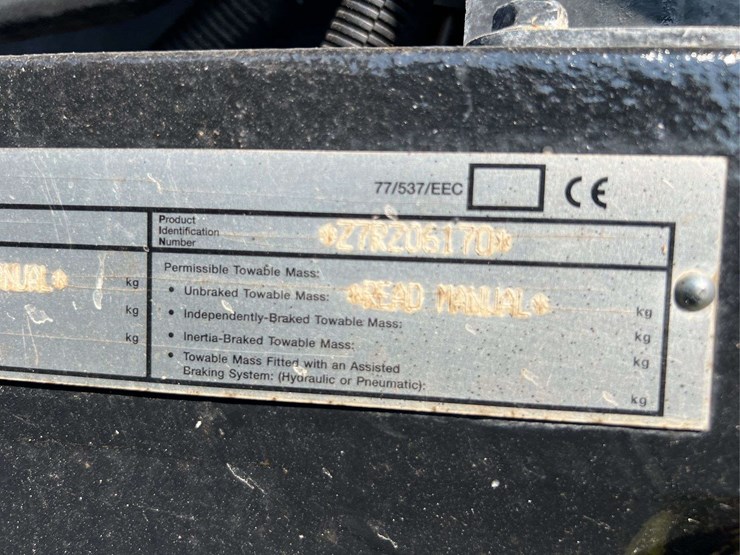 77/537/EEC CE
Product
Identification
Number
*Z7RZ06170*
NUAL* kg
kg
kg
Permissible Towable Mass:
• Unbraked Towable Mass: *READ MANUAL* kg
• Independently-Braked Towable Mass: kg
• Inertia-Braked Towable Mass: kg
• Towable Mass Fitted with an Assisted
Braking System: (Hydraulic or Pneumatic): kg